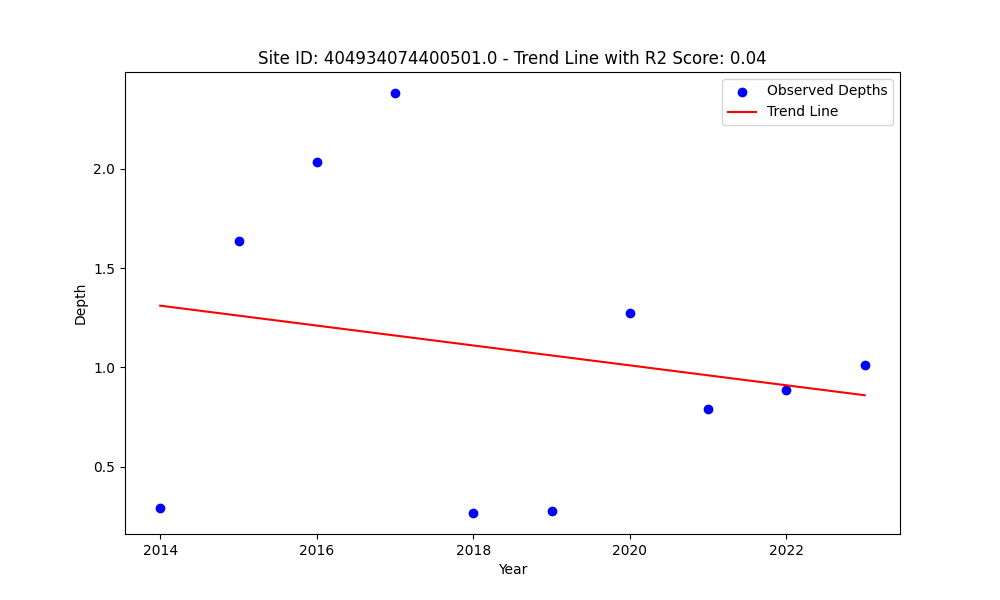 Site ID: 404934074400501.0 - Trend Line with R2 Score: 0.04
Observed Depths
Trend Line
2.0
1.5
1.0
0.5
Depth
2014
2016
2018
2020
2022
Year